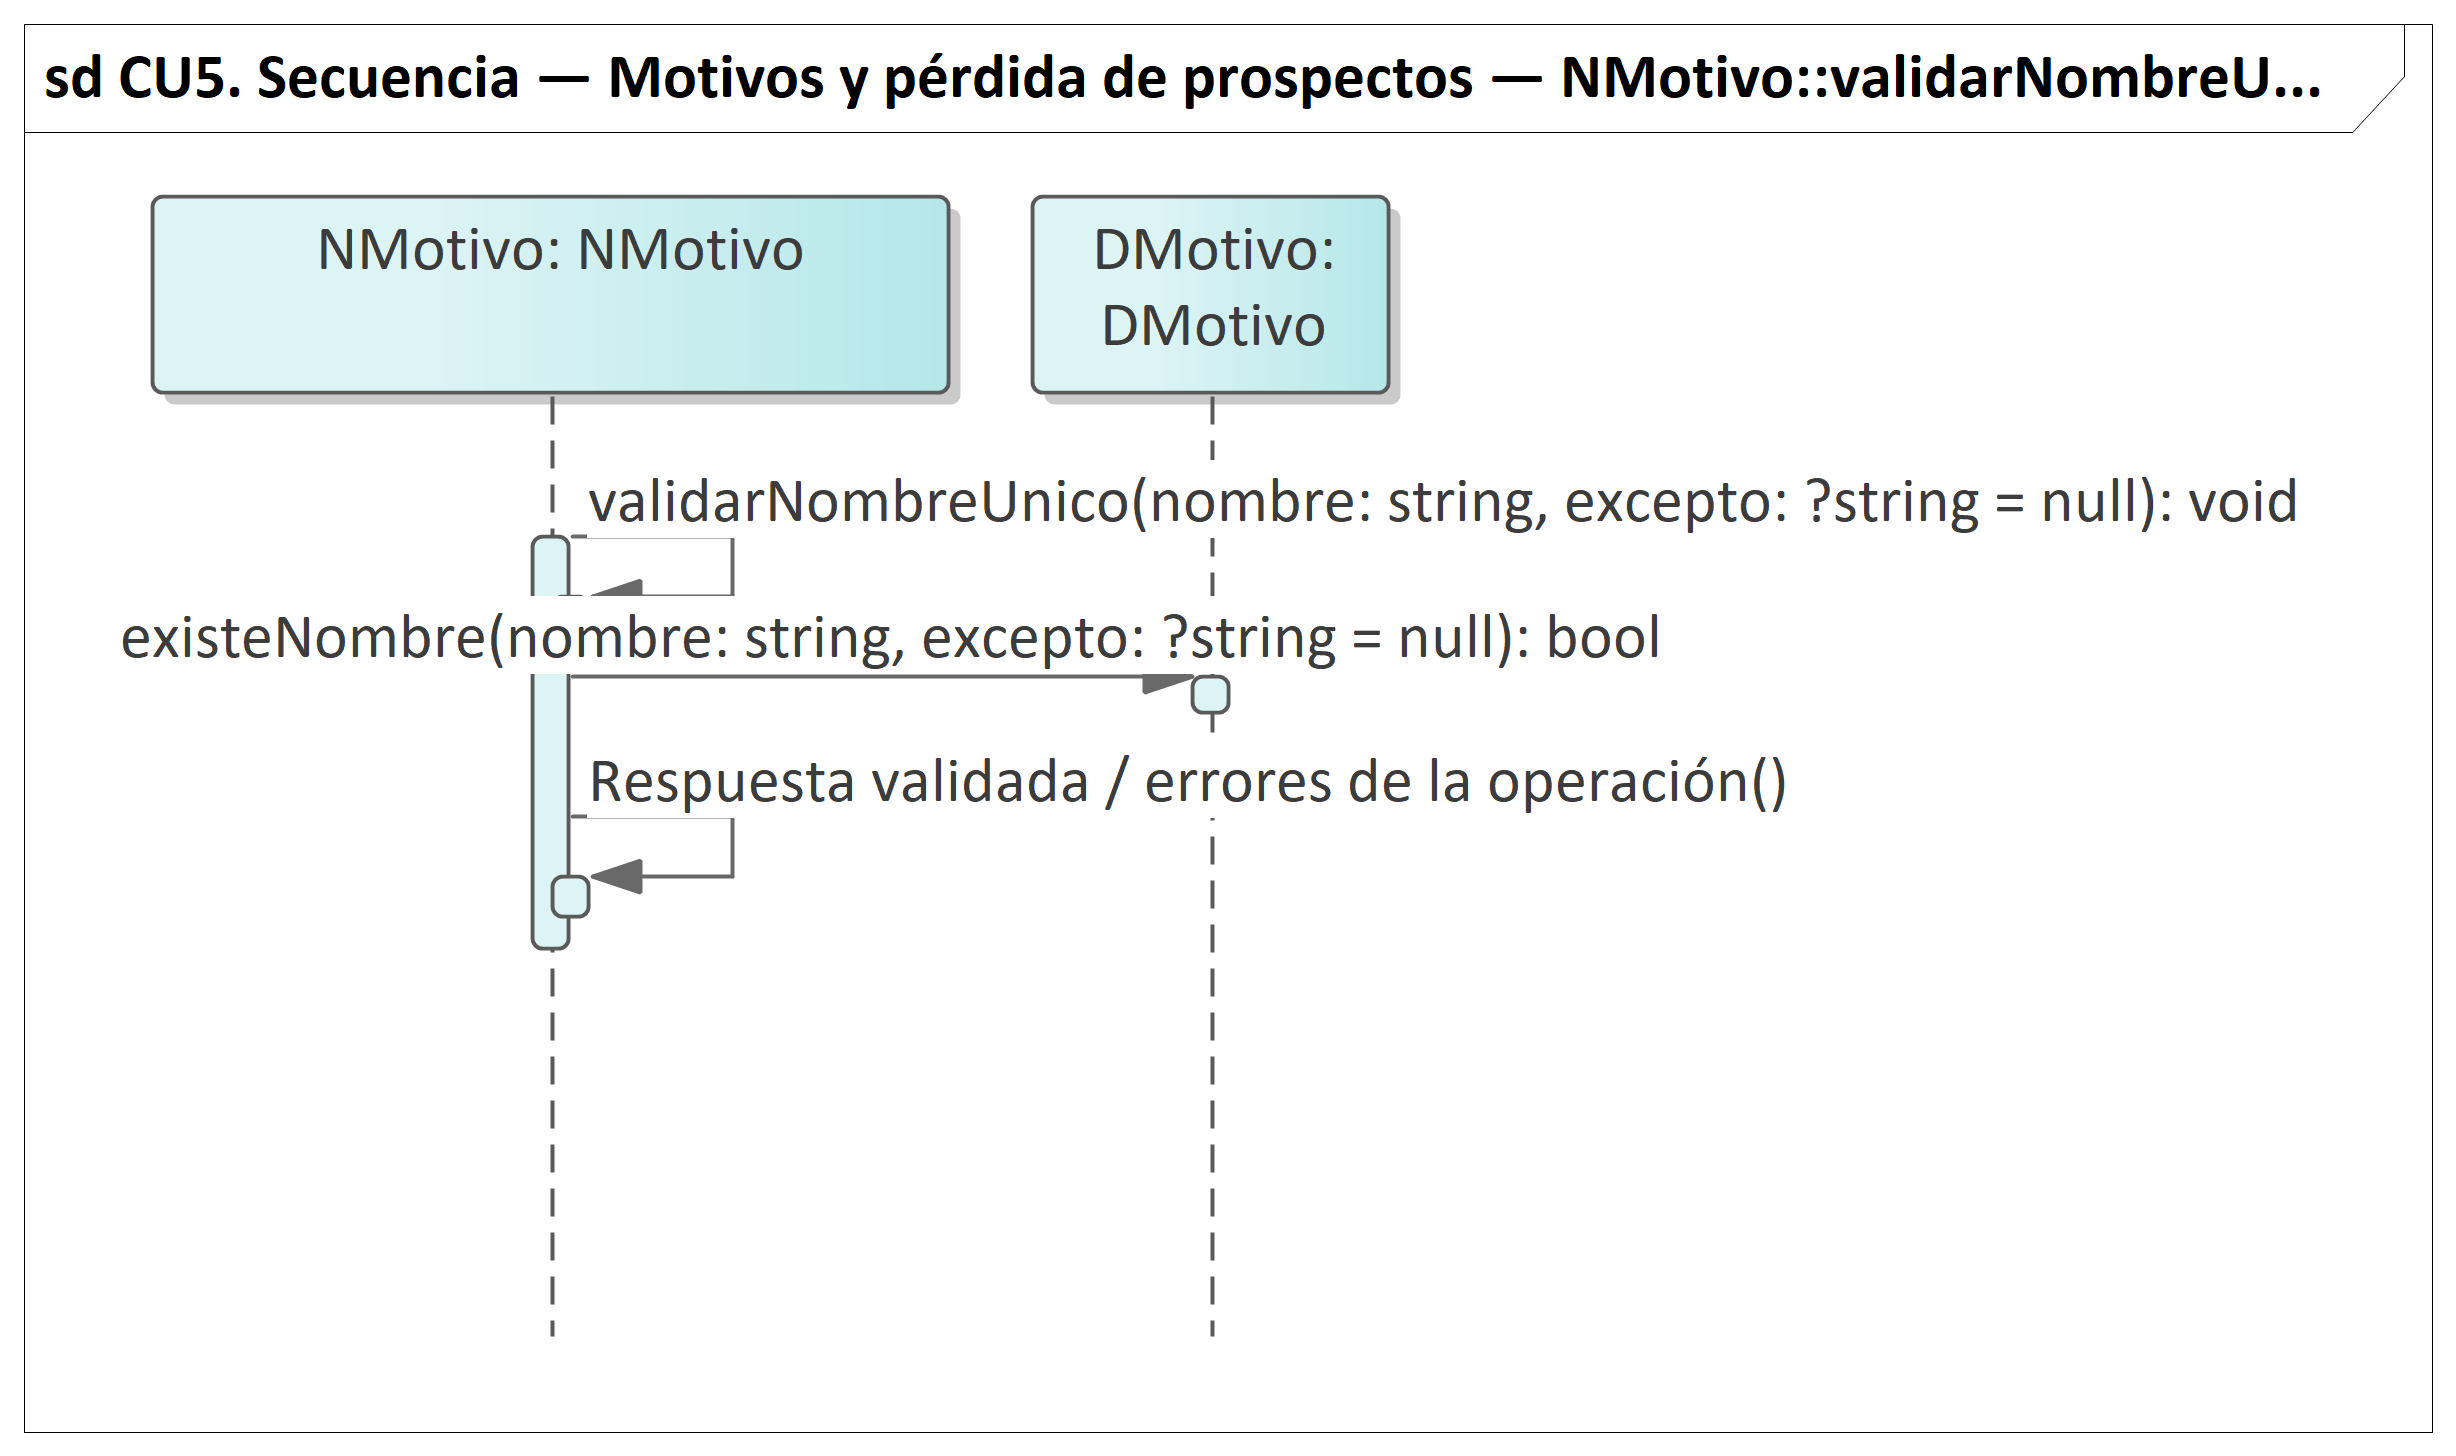 sd CU5. Secuencia — Motivos y pérdida de prospectos — NMotivo::validarNombreU...
NMotivo: NMotivo
DMotivo:
DMotivo
validarNombreUnico(nombre: string, excepto: ?string = null): void
existeNombre(nombre: string, excepto: ?string = null): bool
Respuesta validada / errores de la operación()